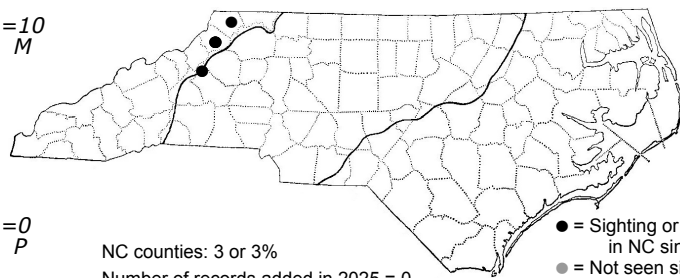 =10
M
=0
P
NC counties: 3 or 3%
Number of records added in 2025 = 0
● = Sighting or
in NC sin
● = Not seen si